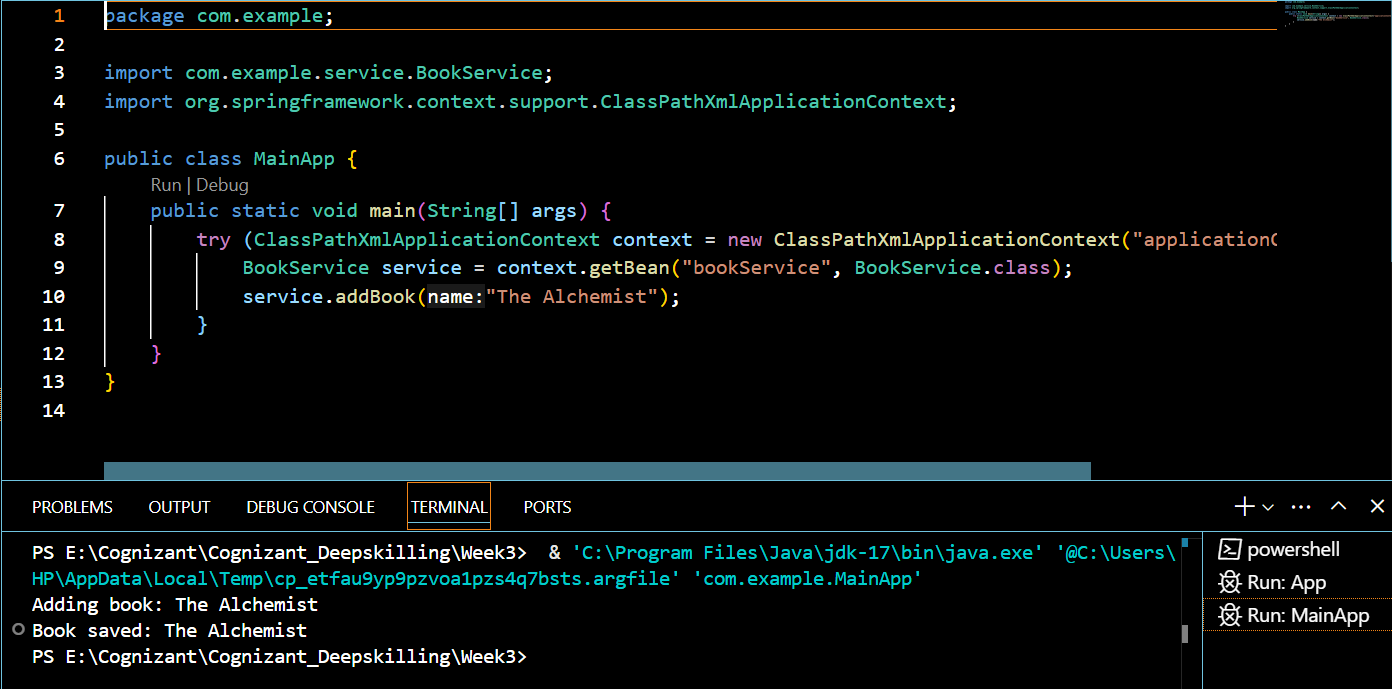 1 package com.example;
2
3 import com.example.service.BookService;
4 import org.springframework.context.support.ClassPathXmlApplicationContext;
5
6 public class MainApp {
Run | Debug
7 public static void main(String[] args) {
8 try (ClassPathXmlApplicationContext context = new ClassPathXmlApplicationContext("applicationC
9 BookService service = context.getBean("bookService", BookService.class);
10 service.addBook(name:"The Alchemist");
11 }
12 }
13 }
14
PROBLEMS OUTPUT DEBUG CONSOLE TERMINAL PORTS
PS E:\Cognizant\Cognizant_Deepskilling\Week3> & 'C:\Program Files\Java\jdk-17\bin\java.exe' '@C:\Users\
HP\AppData\Local\Temp\cp_etfau9yp9pzvoa1pzs4q7bsts.argfile' 'com.example.MainApp'
Adding book: The Alchemist
Book saved: The Alchemist
PS E:\Cognizant\Cognizant_Deepskilling\Week3>
powershell
Run: App
Run: MainApp